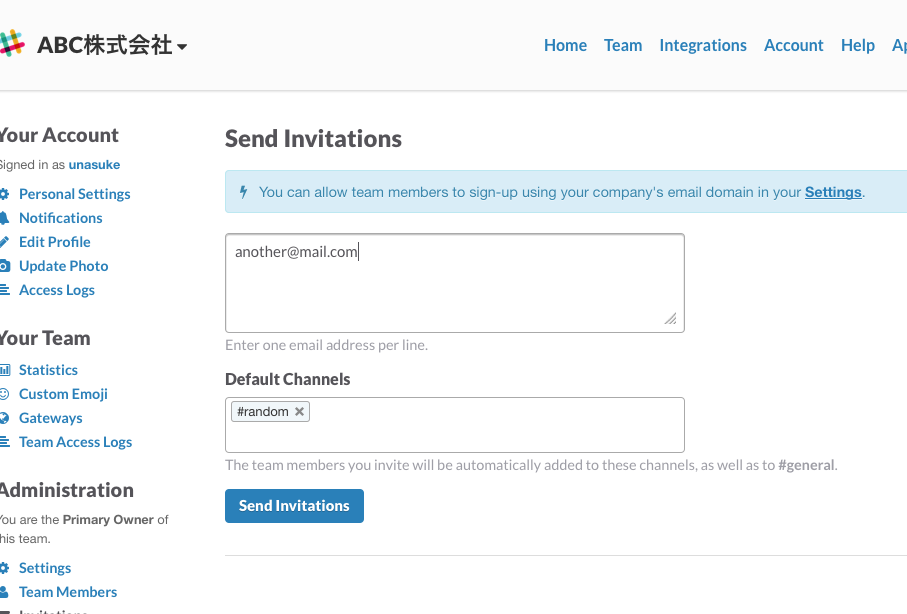 ABC株式会社
Home Team Integrations Account Help
Your Account
Signed in as unasuke
Personal Settings
Notifications
Edit Profile
Update Photo
Access Logs
Your Team
Statistics
Custom Emoji
Gateways
Team Access Logs
Administration
You are the Primary Owner of
this team.
Settings
Team Members
Invitations
Send Invitations
You can allow team members to sign-up using your company's email domain in your Settings.
another@mail.com
Enter one email address per line.
Default Channels
#random
The team members you invite will be automatically added to these channels, as well as to #general.
Send Invitations